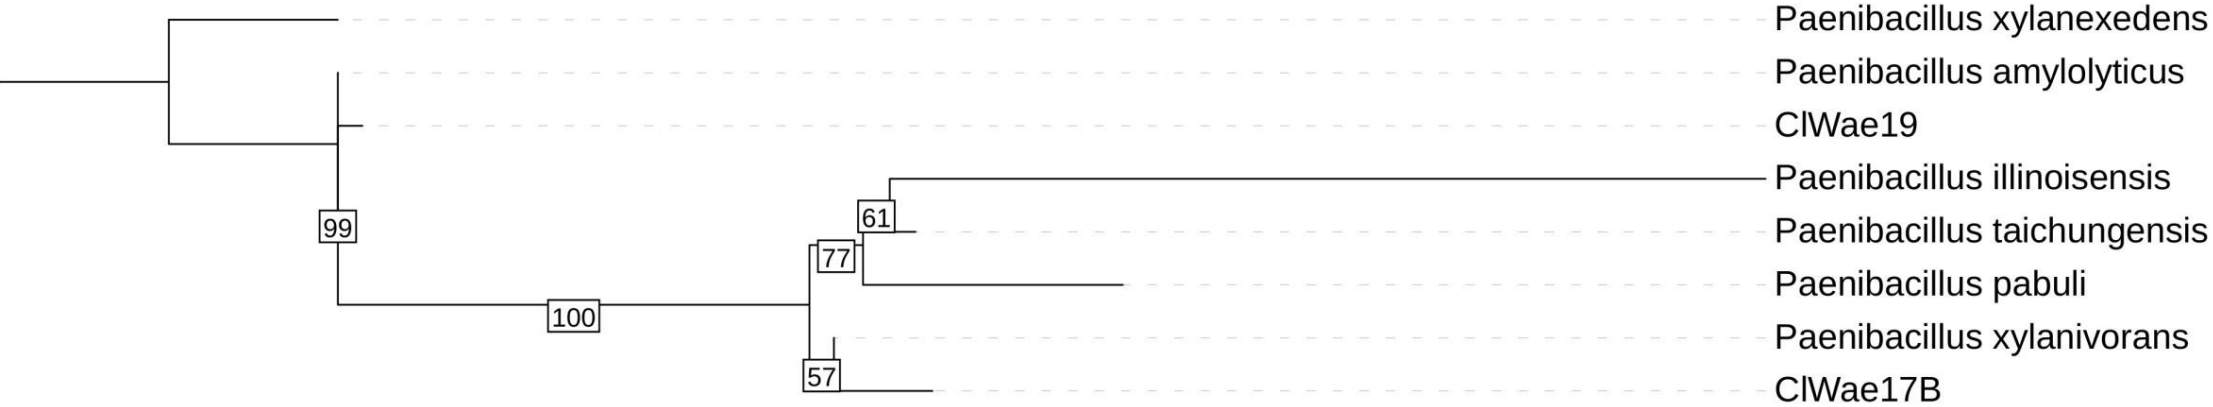 Paenibacillus xylanexedens
Paenibacillus amylolyticus
ClWae19
Paenibacillus illinoisensis
61
99
Paenibacillus taichungensis
77
Paenibacillus pabuli
100
Paenibacillus xylanivorans
57
ClWae17B